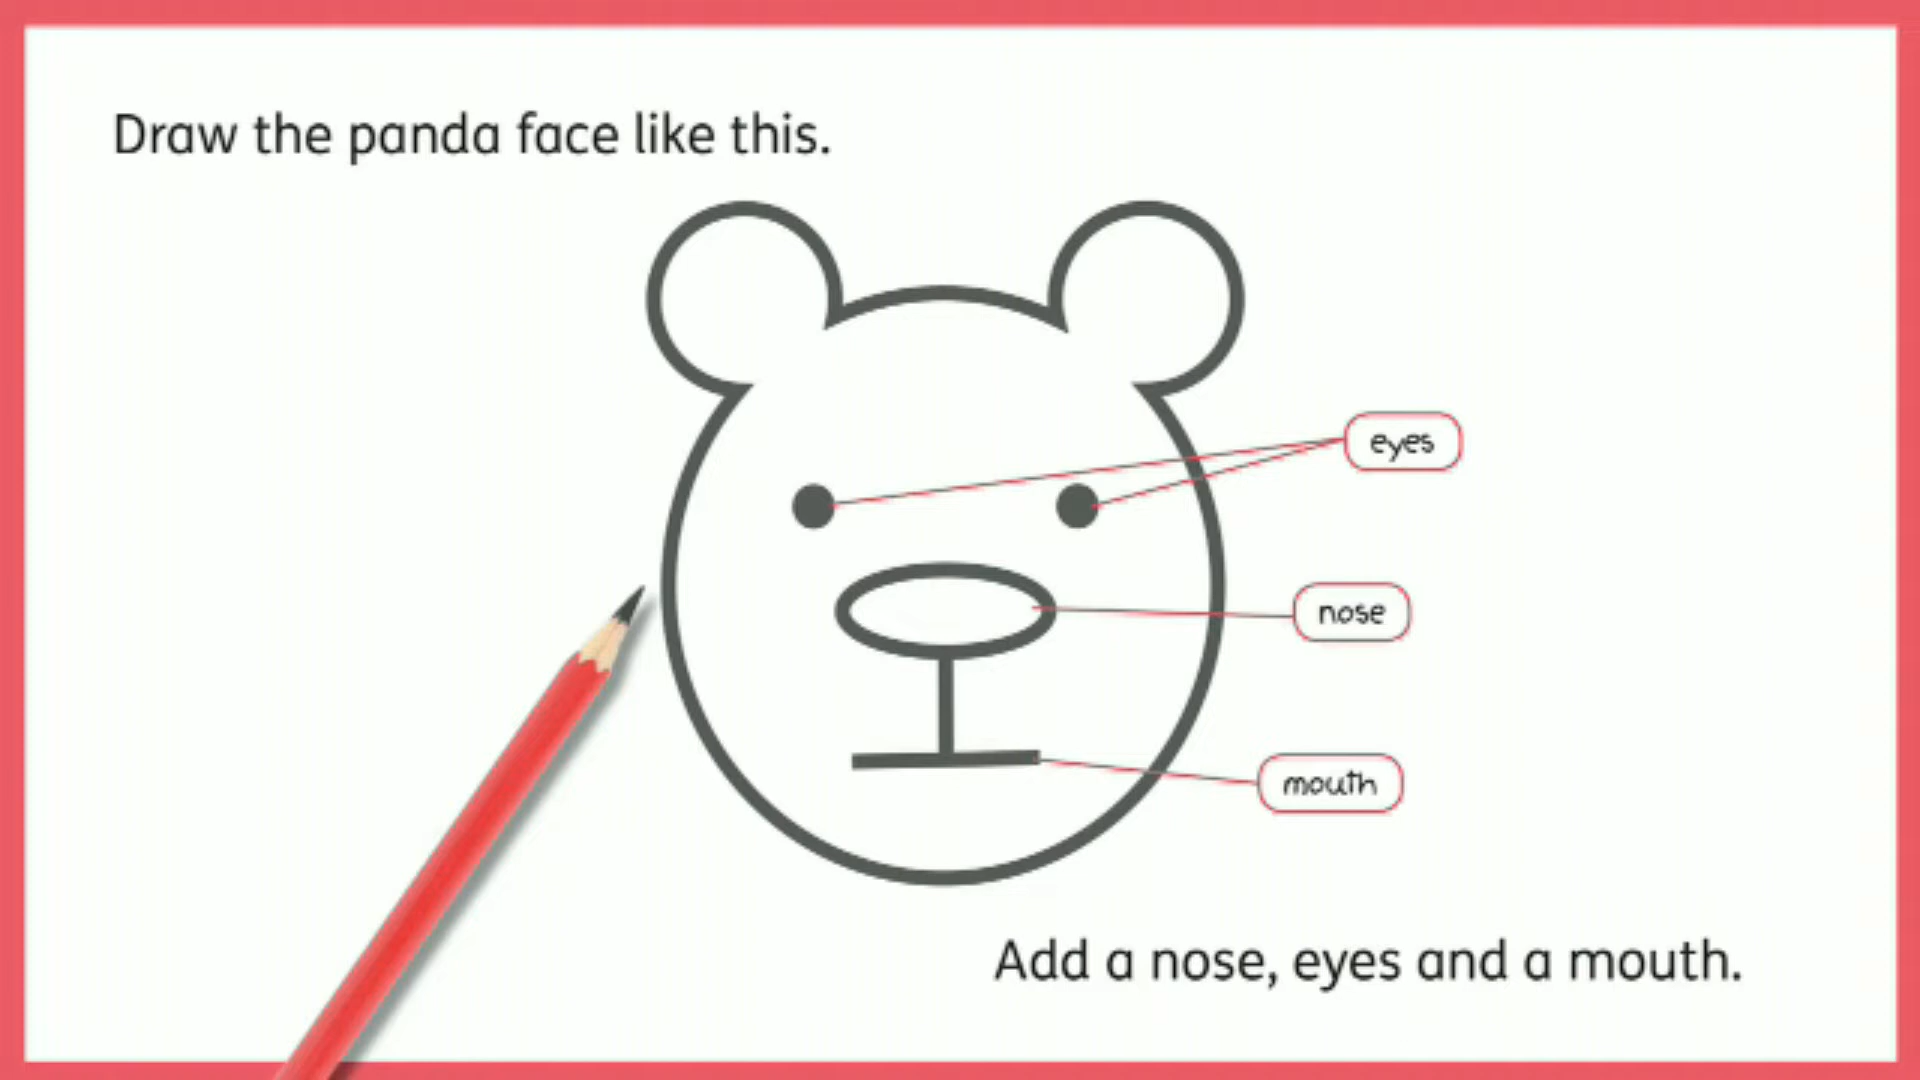 Draw the panda face like this.
eyes
nose
mouth
Add a nose, eyes and a mouth.